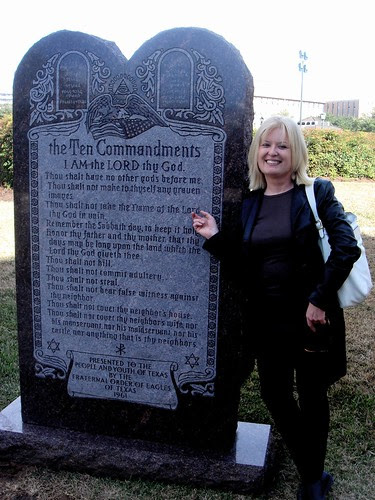 the Ten Commandments
I AM the LORD thy God.
Thou shalt have no other gods before me.
Thou shalt not make to thyself any graven
images.
Thou shalt not take the Name of the Lord
thy God in vain.
Remember the Sabbath day, to keep it
honor thy father and thy mother that thy
days may be long upon the land which the
Lord thy God giveth thee.
Thou shalt not kill.
Thou shalt not commit adultery.
Thou shalt not steal.
Thou shalt not bear false witness against
thy neighbor.
Thou shalt not covet thy neighbor's house.
Thou shalt not covet thy neighbor's wife nor
his manservant nor his maidservant nor his
cattle nor anything that is thy neighbor's
PRESENTED TO THE
PEOPLE AND YOUTH OF TEXAS
BY THE
FRATERNAL ORDER OF EAGLES
OF TEXAS
1961